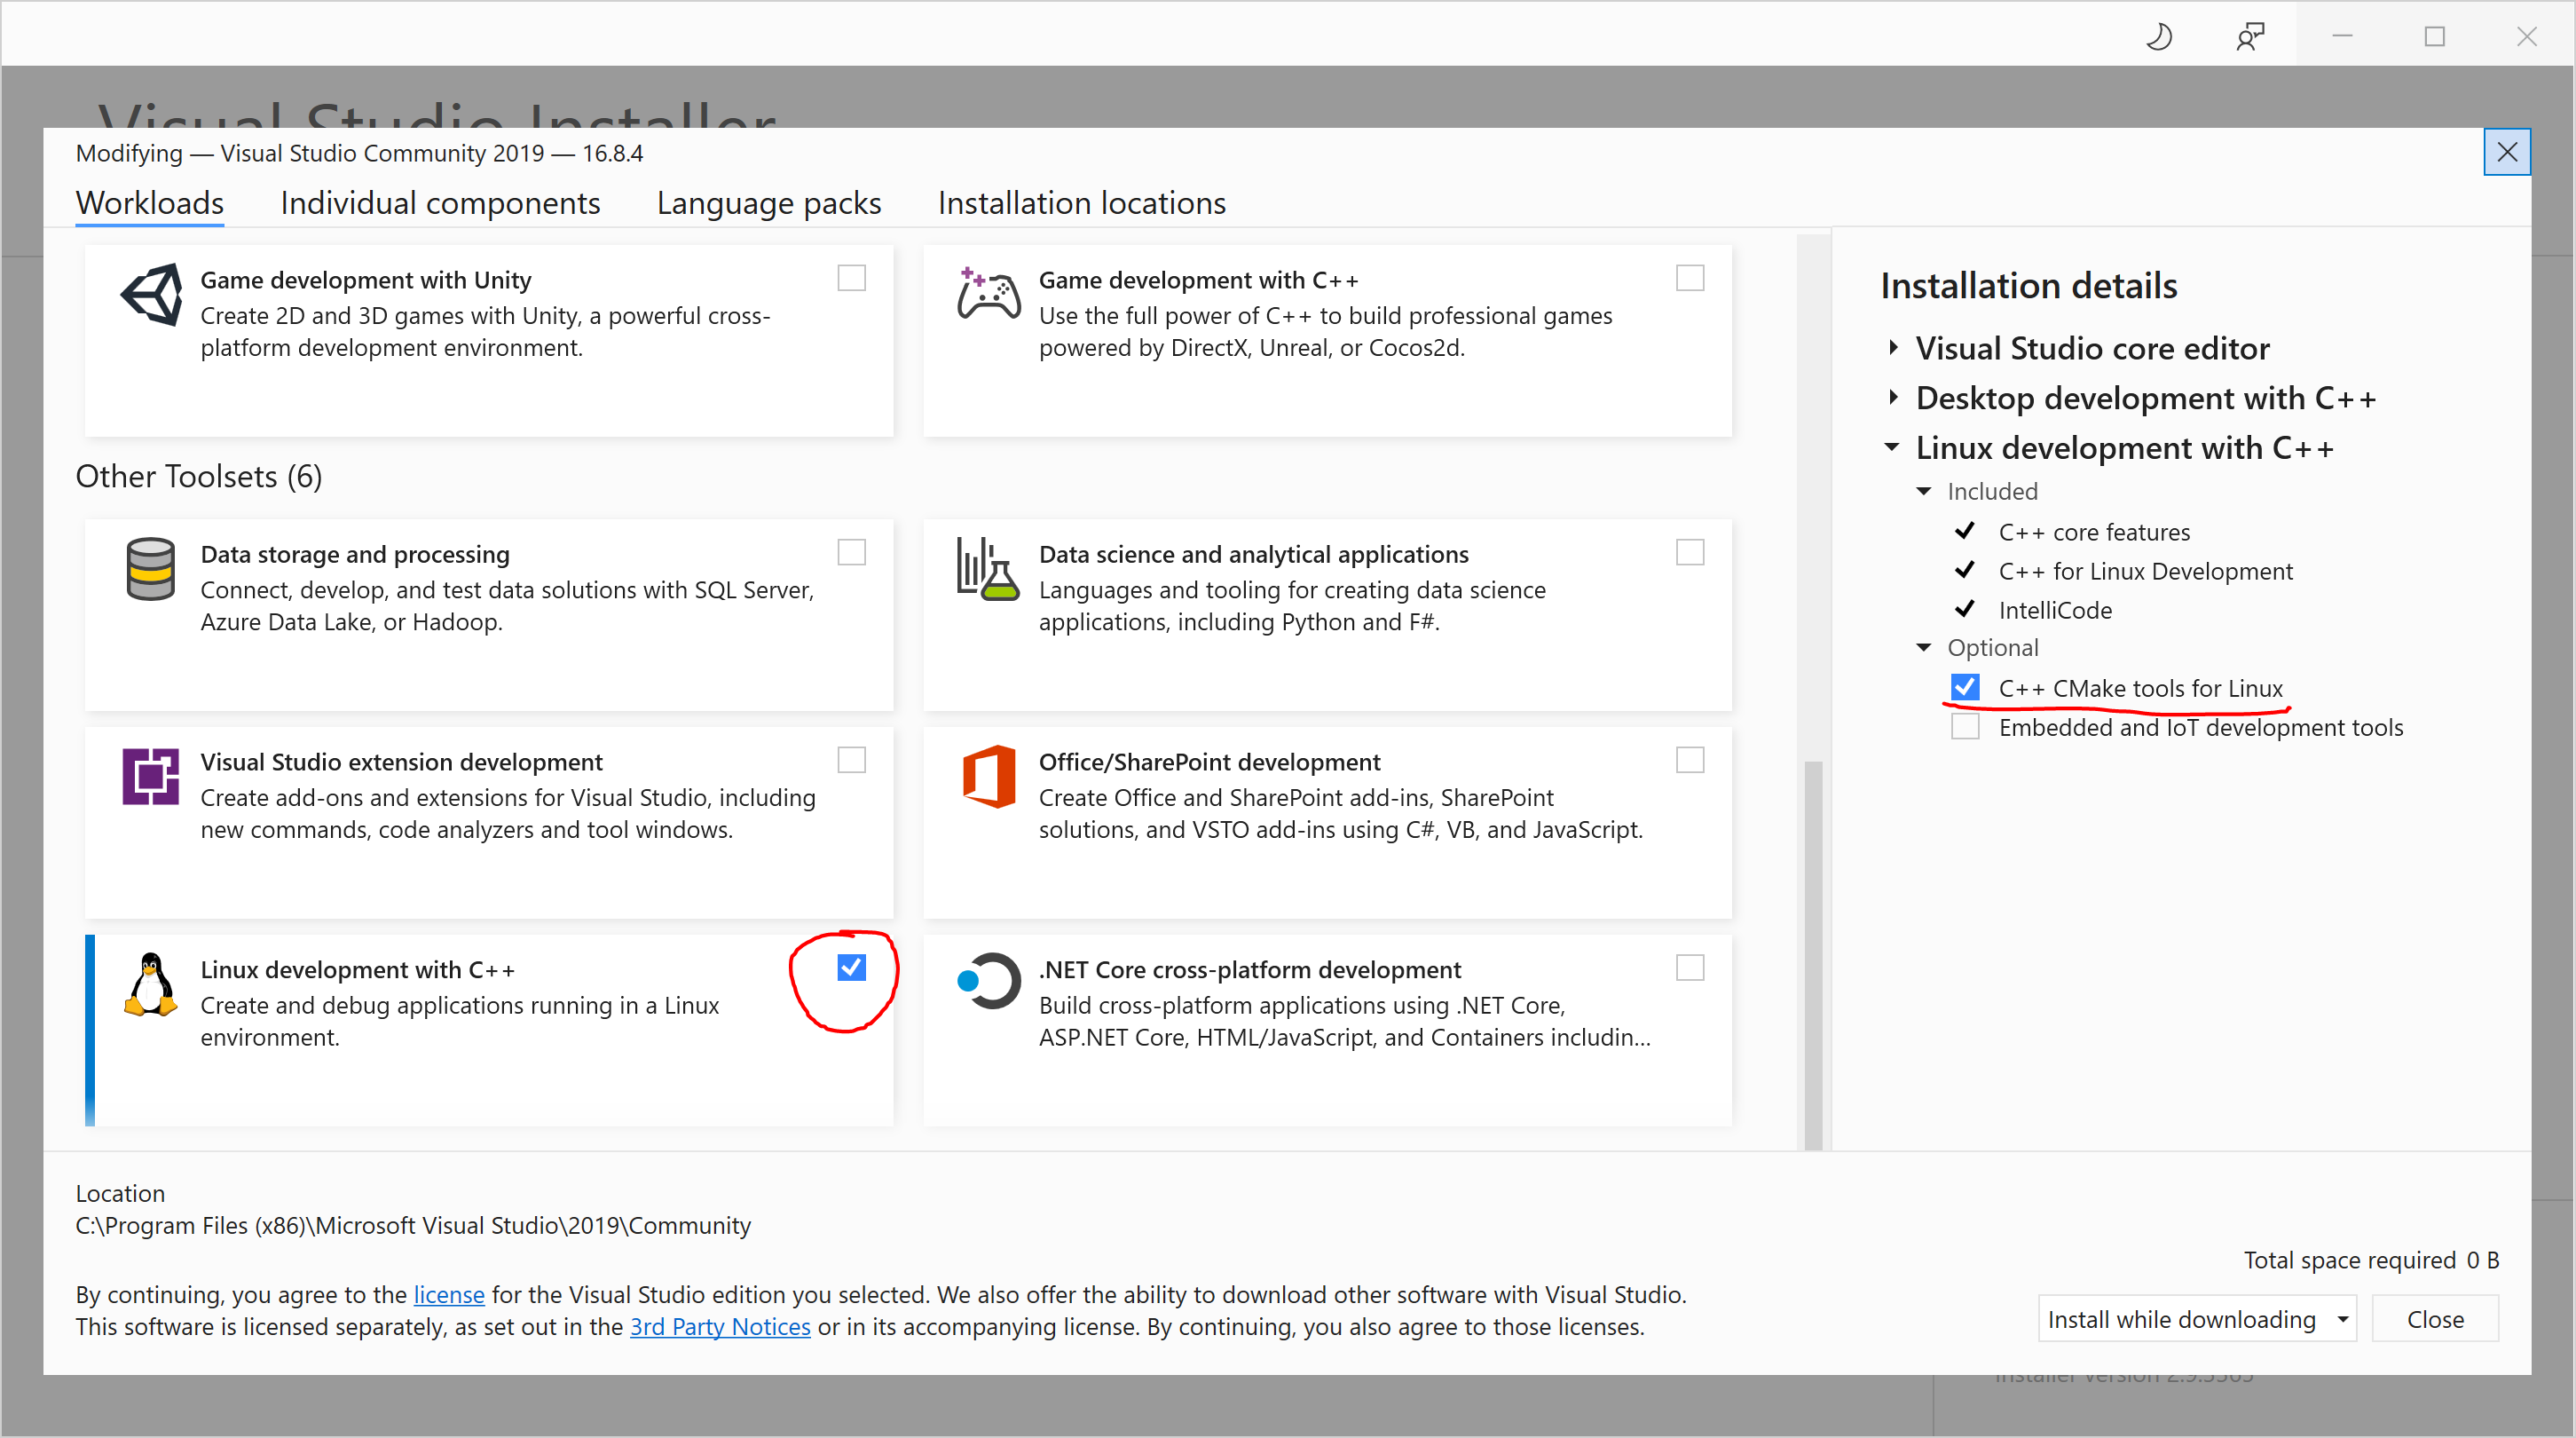 Visual Studio Installer
Modifying — Visual Studio Community 2019 — 16.8.4
Workloads
Individual components
Language packs
Installation locations
Game development with Unity
Create 2D and 3D games with Unity, a powerful cross-
platform development environment.
Game development with C++
Use the full power of C++ to build professional games
powered by DirectX, Unreal, or Cocos2d.
Other Toolsets (6)
Data storage and processing
Connect, develop, and test data solutions with SQL Server,
Azure Data Lake, or Hadoop.
Data science and analytical applications
Languages and tooling for creating data science
applications, including Python and F#.
Visual Studio extension development
Create add-ons and extensions for Visual Studio, including
new commands, code analyzers and tool windows.
Office/SharePoint development
Create Office and SharePoint add-ins, SharePoint
solutions, and VSTO add-ins using C#, VB, and JavaScript.
Linux development with C++
Create and debug applications running in a Linux
environment.
.NET Core cross-platform development
Build cross-platform applications using .NET Core,
ASP.NET Core, HTML/JavaScript, and Containers includin...
Installation details
Visual Studio core editor
Desktop development with C++
Linux development with C++
Included
C++ core features
C++ for Linux Development
IntelliCode
Optional
C++ CMake tools for Linux
Embedded and IoT development tools
Location
C:\Program Files (x86)\Microsoft Visual Studio\2019\Community
By continuing, you agree to the license for the Visual Studio edition you selected. We also offer the ability to download other software with Visual Studio.
This software is licensed separately, as set out in the 3rd Party Notices or in its accompanying license. By continuing, you also agree to those licenses.
Total space required 0 B
Install while downloading
Close
Installer version